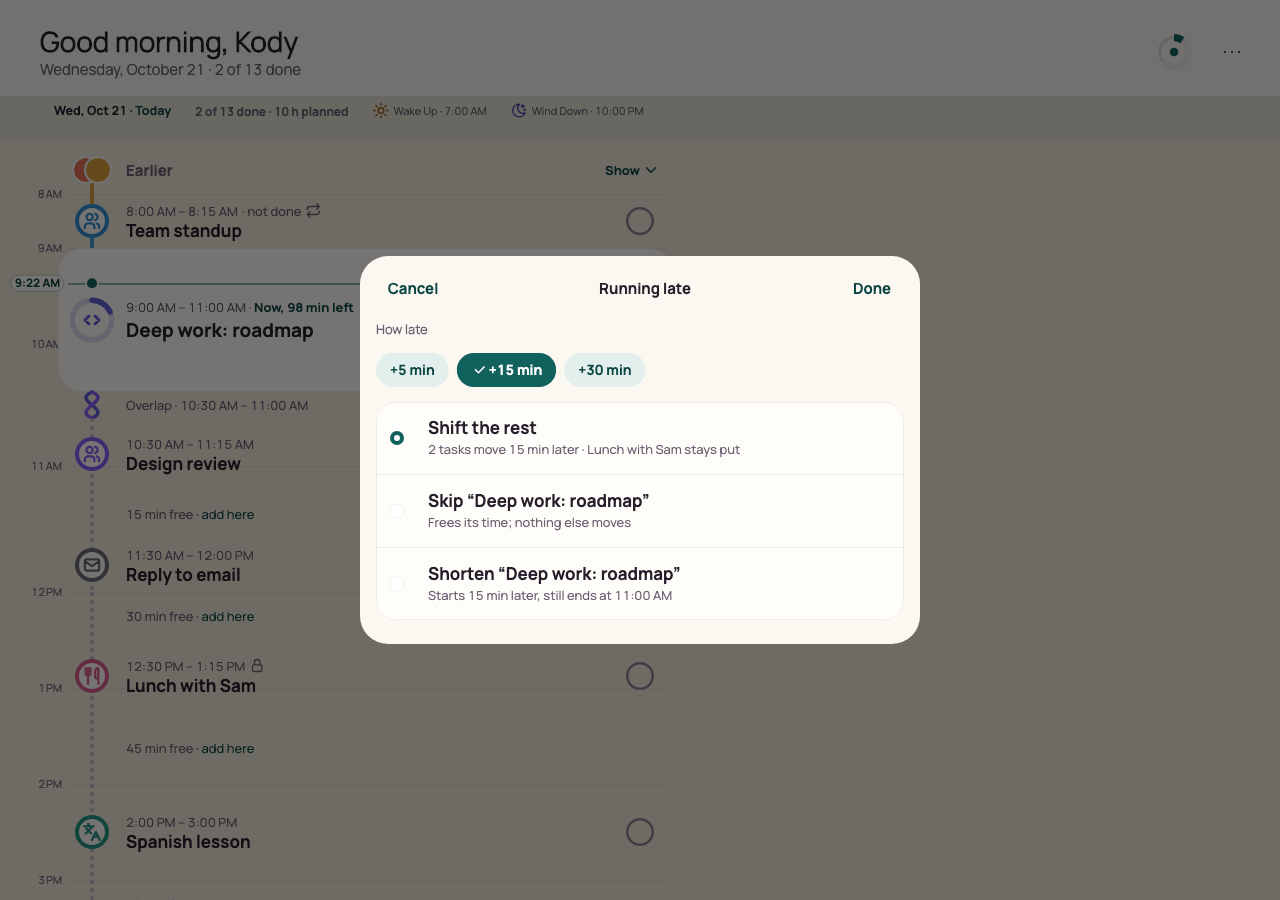 Good morning, Kody
Wednesday, October 21 · 2 of 13 done
...
Wed, Oct 21 · Today
2 of 13 done · 10 h planned
Wake Up · 7:00 AM
Wind Down · 10:00 PM
Earlier
Show
8 AM
8:00 AM – 8:15 AM · not done
Team standup
9 AM
9:22 AM
9:00 AM – 11:00 AM · Now, 98 min left
Deep work: roadmap
10 AM
Overlap · 10:30 AM – 11:00 AM
10:30 AM – 11:15 AM
Design review
11 AM
15 min free · add here
11:30 AM – 12:00 PM
Reply to email
12 PM
30 min free · add here
12:30 PM – 1:15 PM
Lunch with Sam
1 PM
45 min free · add here
2 PM
2:00 PM – 3:00 PM
Spanish lesson
3 PM
Cancel
Running late
Done
How late
+5 min
+15 min
+30 min
Shift the rest
2 tasks move 15 min later · Lunch with Sam stays put
Skip “Deep work: roadmap”
Frees its time; nothing else moves
Shorten “Deep work: roadmap”
Starts 15 min later, still ends at 11:00 AM